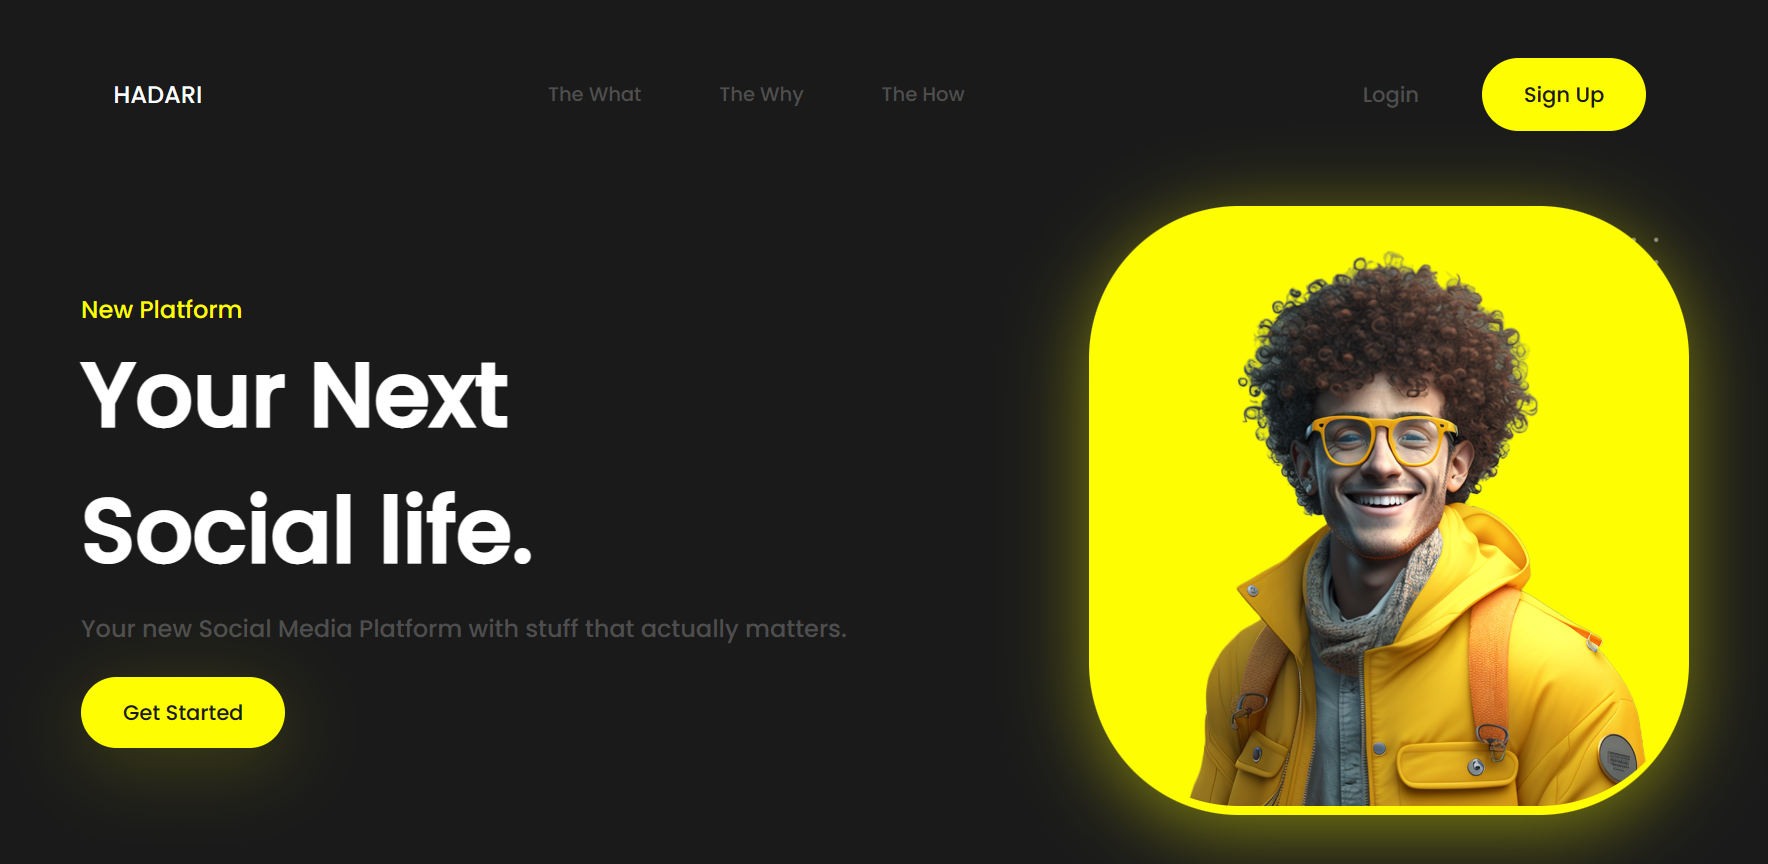 HADARI
The What
The Why
The How
Login
Sign Up
New Platform
Your Next
Social life.
Your new Social Media Platform with stuff that actually matters.
Get Started